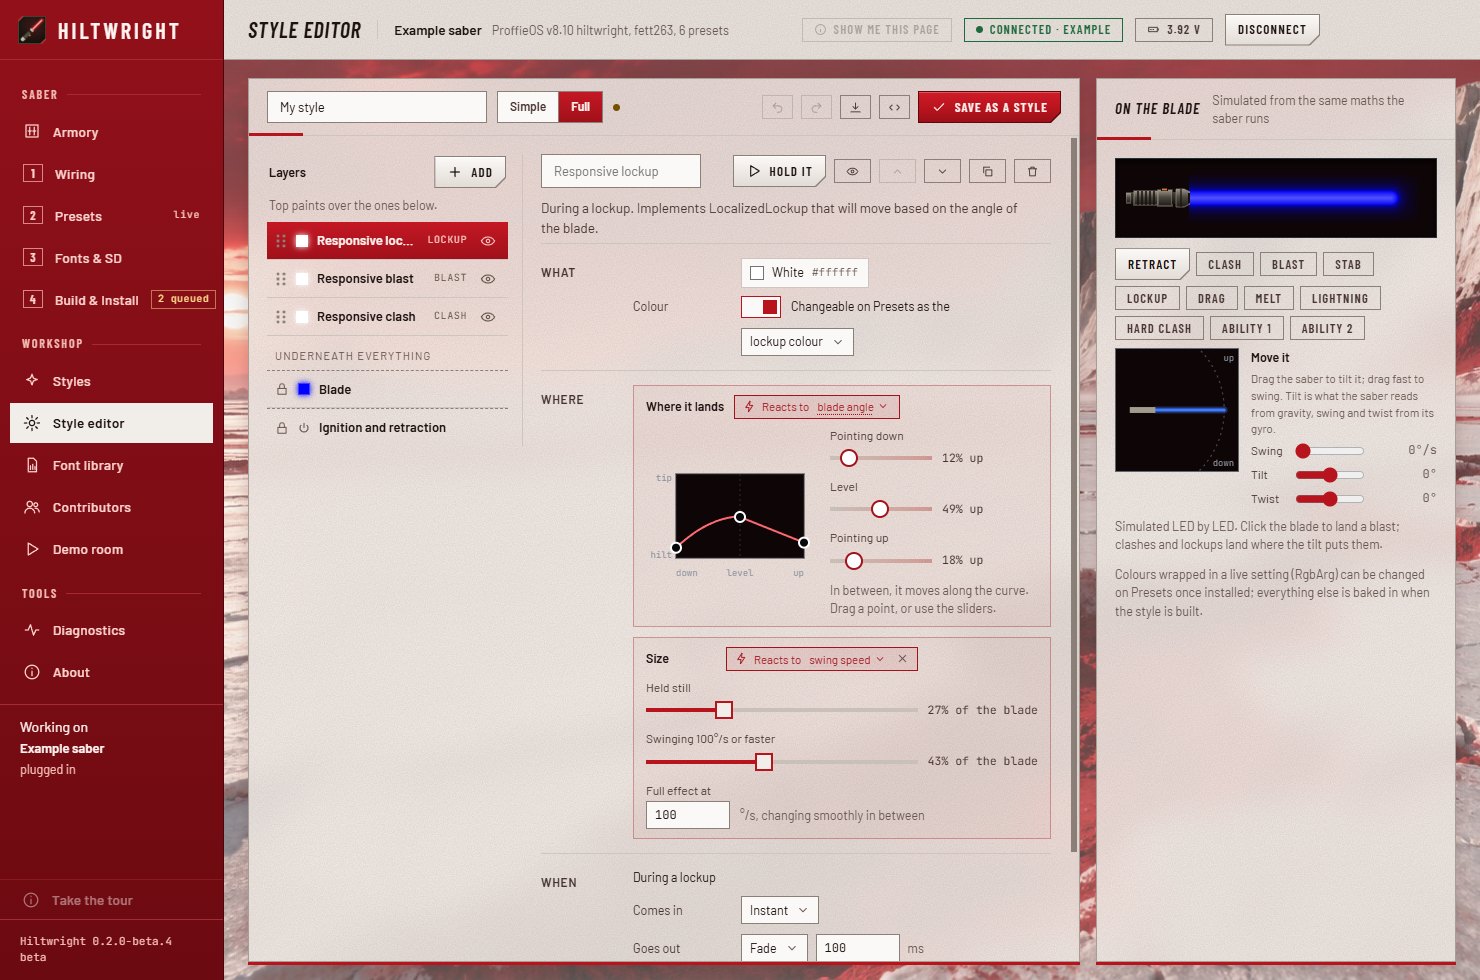 HILTWRIGHT
SABER
Armory
1 Wiring
2 Presets live
3 Fonts & SD
4 Build & Install 2 queued
WORKSHOP
Styles
Style editor
Font library
Contributors
Demo room
TOOLS
Diagnostics
About
Working on
Example saber
plugged in
Take the tour
Hiltwright 0.2.0-beta.4
beta
STYLE EDITOR
Example saber ProffieOS v8.10 hiltwright, fett263, 6 presets
SHOW ME THIS PAGE
CONNECTED · EXAMPLE
3.92 V
DISCONNECT
My style
Simple Full
SAVE AS A STYLE
Layers
ADD
Top paints over the ones below.
Responsive loc... LOCKUP
Responsive blast BLAST
Responsive clash CLASH
UNDERNEATH EVERYTHING
Blade
Ignition and retraction
Responsive lockup
HOLD IT
During a lockup. Implements LocalizedLockup that will move based on the angle of
the blade.
WHAT
White #ffffff
Colour
Changeable on Presets as the
lockup colour
WHERE
Where it lands
Reacts to blade angle
tip
hilt
down level up
Pointing down
12% up
Level
49% up
Pointing up
18% up
In between, it moves along the curve.
Drag a point, or use the sliders.
Size
Reacts to swing speed
Held still
27% of the blade
Swinging 100°/s or faster
43% of the blade
Full effect at
100 °/s, changing smoothly in between
WHEN
During a lockup
Comes in Instant
Goes out Fade 100 ms
ON THE BLADE
Simulated from the same maths the
saber runs
RETRACT CLASH BLAST STAB
LOCKUP DRAG MELT LIGHTNING
HARD CLASH ABILITY 1 ABILITY 2
up
down
Move it
Drag the saber to tilt it; drag fast to
swing. Tilt is what the saber reads
from gravity, swing and twist from its
gyro.
Swing 0°/s
Tilt 0°
Twist 0°
Simulated LED by LED. Click the blade to land a blast;
clashes and lockups land where the tilt puts them.
Colours wrapped in a live setting (RgbArg) can be changed
on Presets once installed; everything else is baked in when
the style is built.